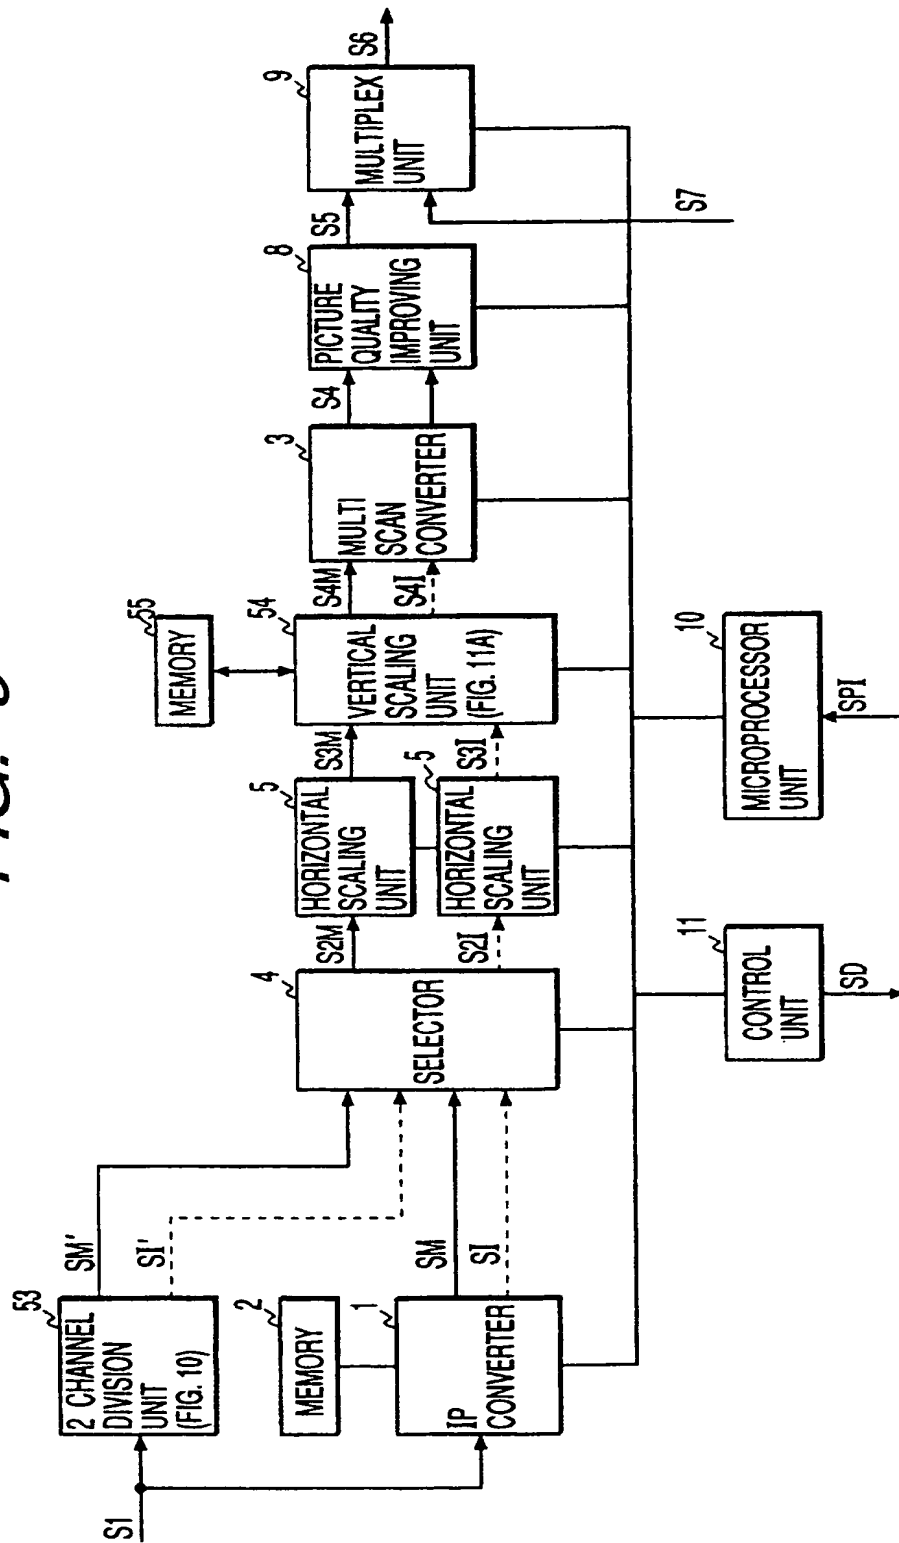 S1
53
2 CHANNEL
DIVISION
UNIT
(FIG. 10)
SM'
SI'
2
MEMORY
1
IP
CONVERTER
SM
SI
4
SELECTOR
S2M
S2I
5
HORIZONTAL
SCALING
UNIT
5
HORIZONTAL
SCALING
UNIT
S3M
S3I
55
MEMORY
54
VERTICAL
SCALING
UNIT
(FIG. 11A)
S4M
S4I
3
MULTI
SCAN
CONVERTER
S4
8
PICTURE
QUALITY
IMPROVING
UNIT
S5
9
MULTIPLEX
UNIT
S6
S7
11
CONTROL
UNIT
SD
10
MICROPROCESSOR
UNIT
SPI